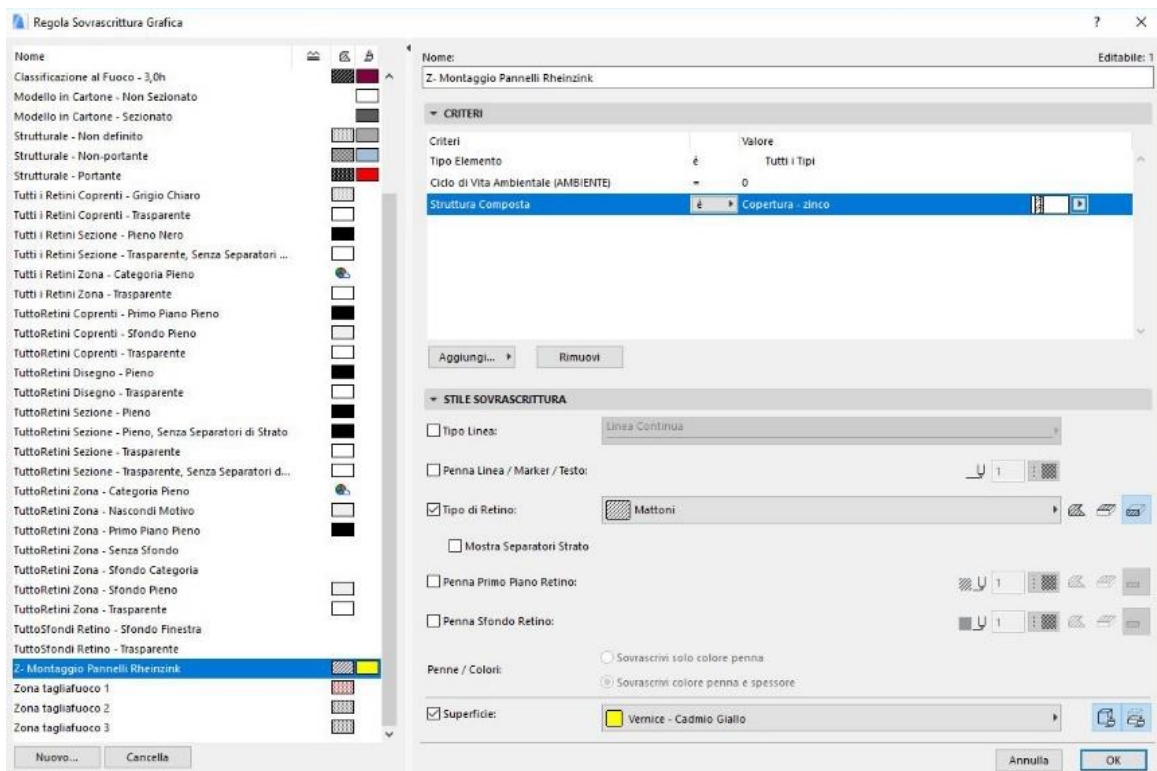 Regola Sovrascrittura Grafica
? ×
Nome
Classificazione al Fuoco - 3,0h
Modello in Cartone - Non Sezionato
Modello in Cartone - Sezionato
Strutturale - Non definito
Strutturale - Non-portante
Strutturale - Portante
Tutti i Retini Coprenti - Grigio Chiaro
Tutti i Retini Coprenti - Trasparente
Tutti i Retini Sezione - Pieno Nero
Tutti i Retini Sezione - Trasparente, Senza Separatori ...
Tutti i Retini Zona - Categoria Pieno
Tutti i Retini Zona - Trasparente
TuttoRetini Coprenti - Primo Piano Pieno
TuttoRetini Coprenti - Sfondo Pieno
TuttoRetini Coprenti - Trasparente
TuttoRetini Disegno - Pieno
TuttoRetini Disegno - Trasparente
TuttoRetini Sezione - Pieno
TuttoRetini Sezione - Pieno, Senza Separatori di Strato
TuttoRetini Sezione - Trasparente
TuttoRetini Sezione - Trasparente, Senza Separatori d...
TuttoRetini Zona - Categoria Pieno
TuttoRetini Zona - Nascondi Motivo
TuttoRetini Zona - Primo Piano Pieno
TuttoRetini Zona - Senza Sfondo
TuttoRetini Zona - Sfondo Categoria
TuttoRetini Zona - Sfondo Pieno
TuttoRetini Zona - Trasparente
TuttoSfondi Retino - Sfondo Finestra
TuttoSfondi Retino - Trasparente
Z- Montaggio Pannelli Rheinzink
Zona tagliafuoco 1
Zona tagliafuoco 2
Zona tagliafuoco 3
Nuovo... Cancella
Nome: Editabile: 1
Z- Montaggio Pannelli Rheinzink
CRITERI
Criteri Valore
Tipo Elemento è Tutti i Tipi
Ciclo di Vita Ambientale (AMBIENTE) = 0
Struttura Composta è Copertura - zinco
Aggiungi... Rimuovi
STILE SOVRASCRITTURA
Tipo Linea: Linea Continua
Penna Linea / Marker / Testo: 1
Tipo di Retino: Mattoni
Mostra Separatori Strato
Penna Primo Piano Retino: 1
Penna Sfondo Retino: 1
Penne / Colori:
Sovrascrivi solo colore penna
Sovrascrivi colore penna e spessore
Superficie: Vernice - Cadmio Giallo
Annulla OK